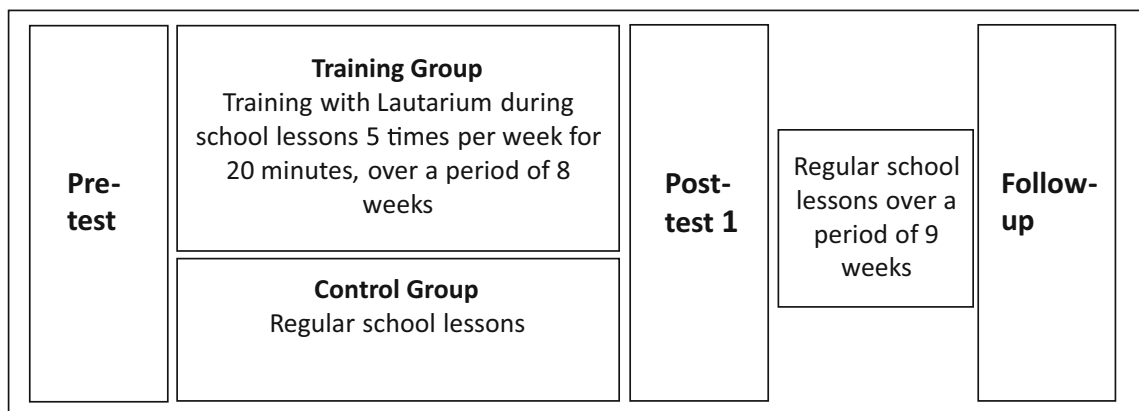 Pre-
test
Training Group
Training with Lautarium during
school lessons 5 times per week for
20 minutes, over a period of 8
weeks
Control Group
Regular school lessons
Post-
test 1
Regular school
lessons over a
period of 9
weeks
Follow-
up